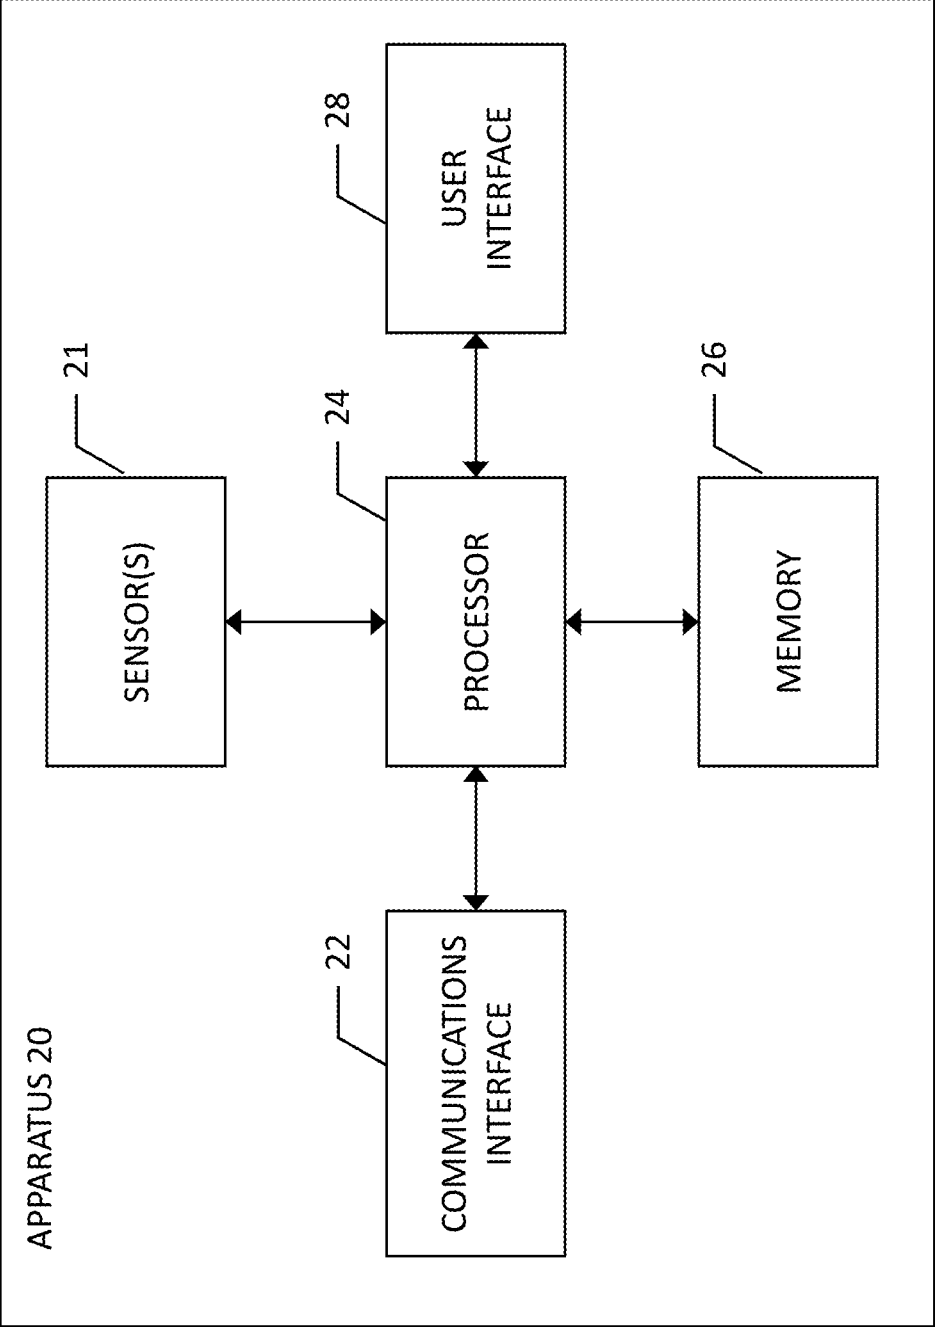 APPARATUS 20
21
SENSOR(S)
22
24
28
COMMUNICATIONS
INTERFACE
PROCESSOR
USER
INTERFACE
26
MEMORY